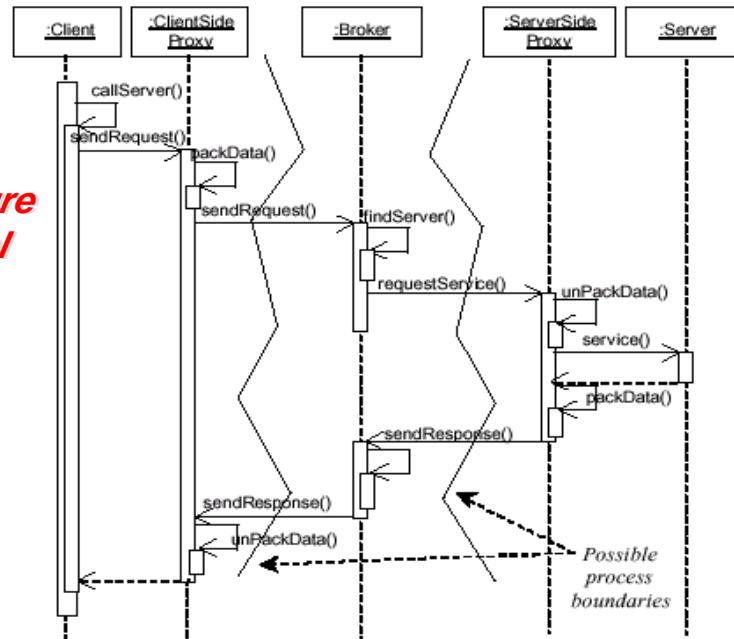 :Client
:ClientSide
Proxy
:Broker
:ServerSide
Proxy
:Server
callServer()
sendRequest()
packData()
sendRequest()
findServer()
requestService()
unPackData()
service()
packData()
sendResponse()
sendResponse()
unPackData()
Possible
process
boundaries